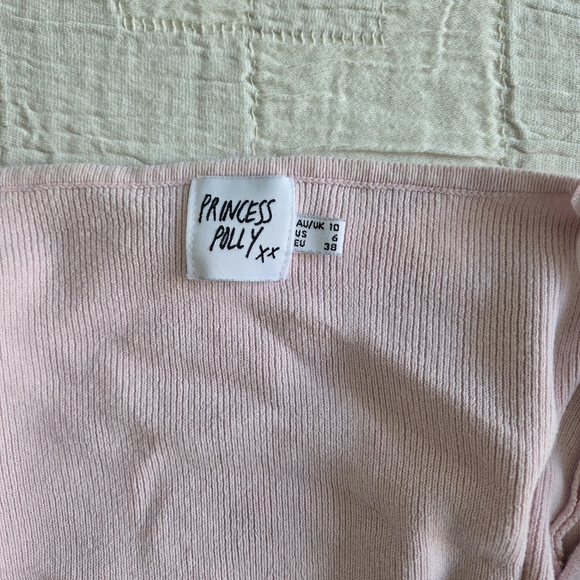 PRINCESS
POLLY xx
AU/UK 10
US 6
EU 38